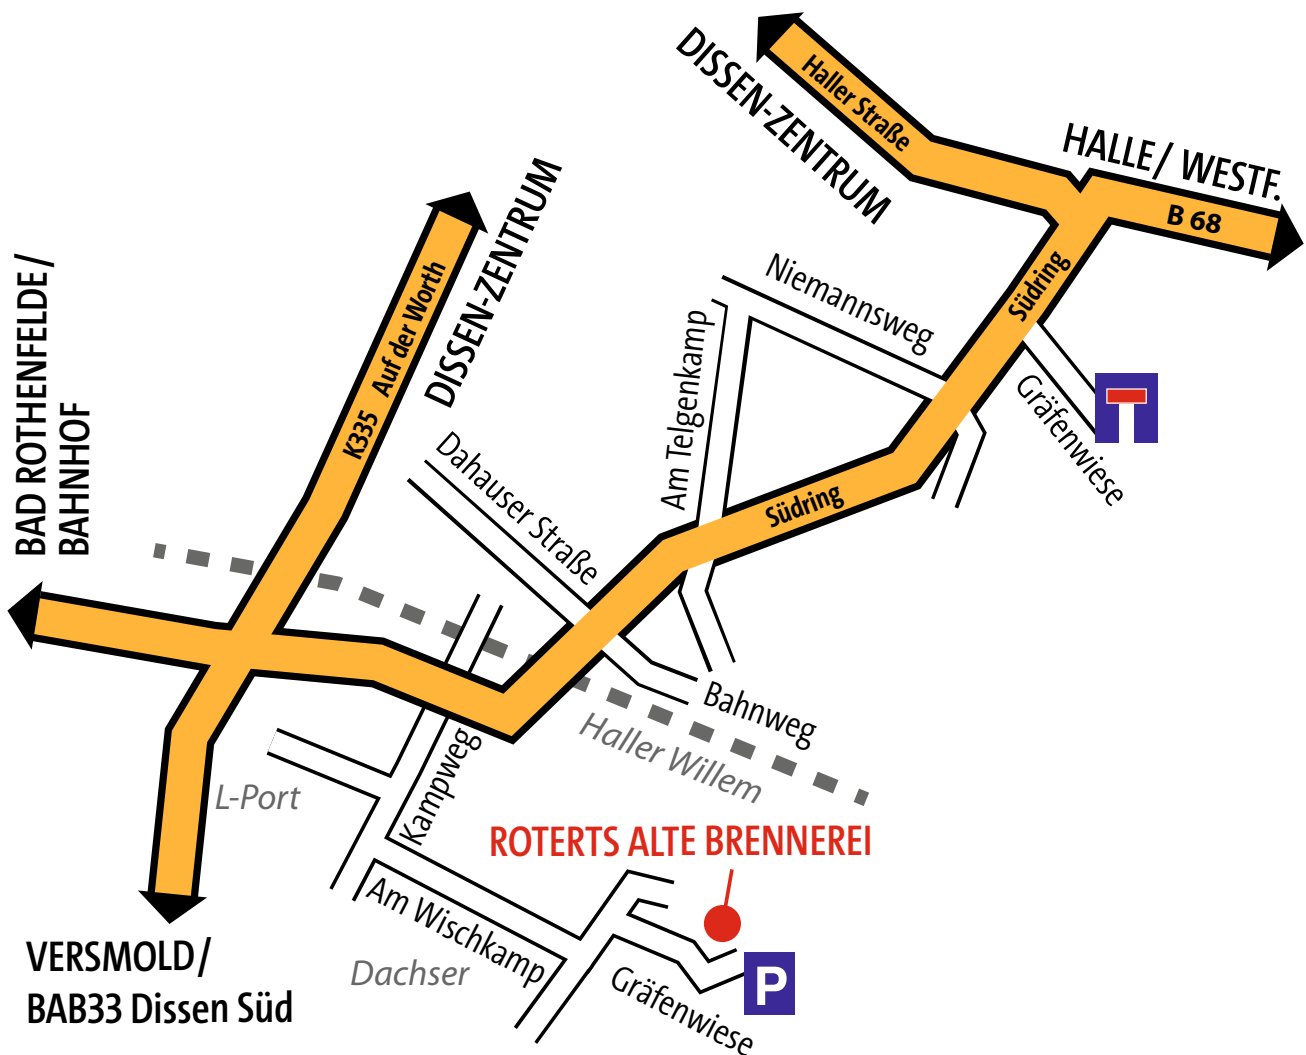 DISSEN-ZENTRUM
Haller Straße
HALLE/ WESTF.
B 68
Südring
Gräfenwiese
Niemannsweg
Am Telgenkamp
Südring
DISSEN-ZENTRUM
K335 Auf der Worth
BAD ROTHENFELDE/
BAHNHOF
Dahauser Straße
Bahnweg
Haller Willem
Kampweg
L-Port
ROTERTS ALTE BRENNEREI
Am Wischkamp
Dachser
Gräfenwiese
P
VERSMOLD/
BAB33 Dissen Süd